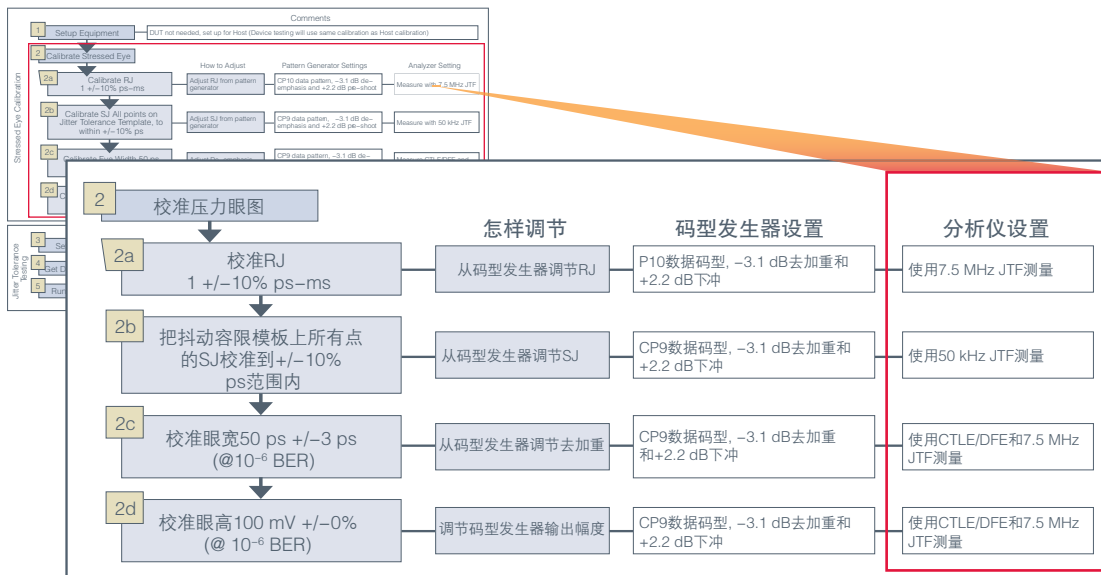 Comments
1
Setup Equipment
DUT not needed, set up for Host (Device testing will use same calibration as Host calibration)
Stressed Eye Calibration
2
Calibrate Stressed Eye
How to Adjust
Pattern Generator Settings
Analyzer Setting
2a
Calibrate RJ
1 +/–10% ps–ms
Adjust RJ from pattern
generator
CP10 data pattern, –3.1 dB de–
emphasis and +2.2 dB pe–shoot
Measure with 7.5 MHz JTF
2b
Calibrate SJ All points on
Jitter Tolerance Template, to
within +/–10% ps
Adjust SJ from pattern
generator
CP9 data pattern, –3.1 dB de–
emphasis and +2.2 dB pe–shoot
Measure with 50 kHz JTF
2c
Calibrate Eye Width 50 ps
CP9 data pattern, –3.1 dB de–
2d
Jitter Tolerance
Testing
3
Se
4
Get D
5
Run
2
校准压力眼图
怎样调节
码型发生器设置
分析仪设置
2a
校准RJ
1 +/–10% ps–ms
从码型发生器调节RJ
P10数据码型, –3.1 dB去加重和
+2.2 dB下冲
使用7.5 MHz JTF测量
2b
把抖动容限模板上所有点
的SJ校准到+/–10%
ps范围内
从码型发生器调节SJ
CP9数据码型, –3.1 dB去加重和
+2.2 dB下冲
使用50 kHz JTF测量
2c
校准眼宽50 ps +/–3 ps
(@10⁻⁶ BER)
从码型发生器调节去加重
CP9数据码型, –3.1 dB去加重
和+2.2 dB下冲
使用CTLE/DFE和7.5 MHz
JTF测量
2d
校准眼高100 mV +/–0%
(@ 10⁻⁶ BER)
调节码型发生器输出幅度
CP9数据码型, –3.1 dB去加重和
+2.2 dB下冲
使用CTLE/DFE和7.5 MHz
JTF测量